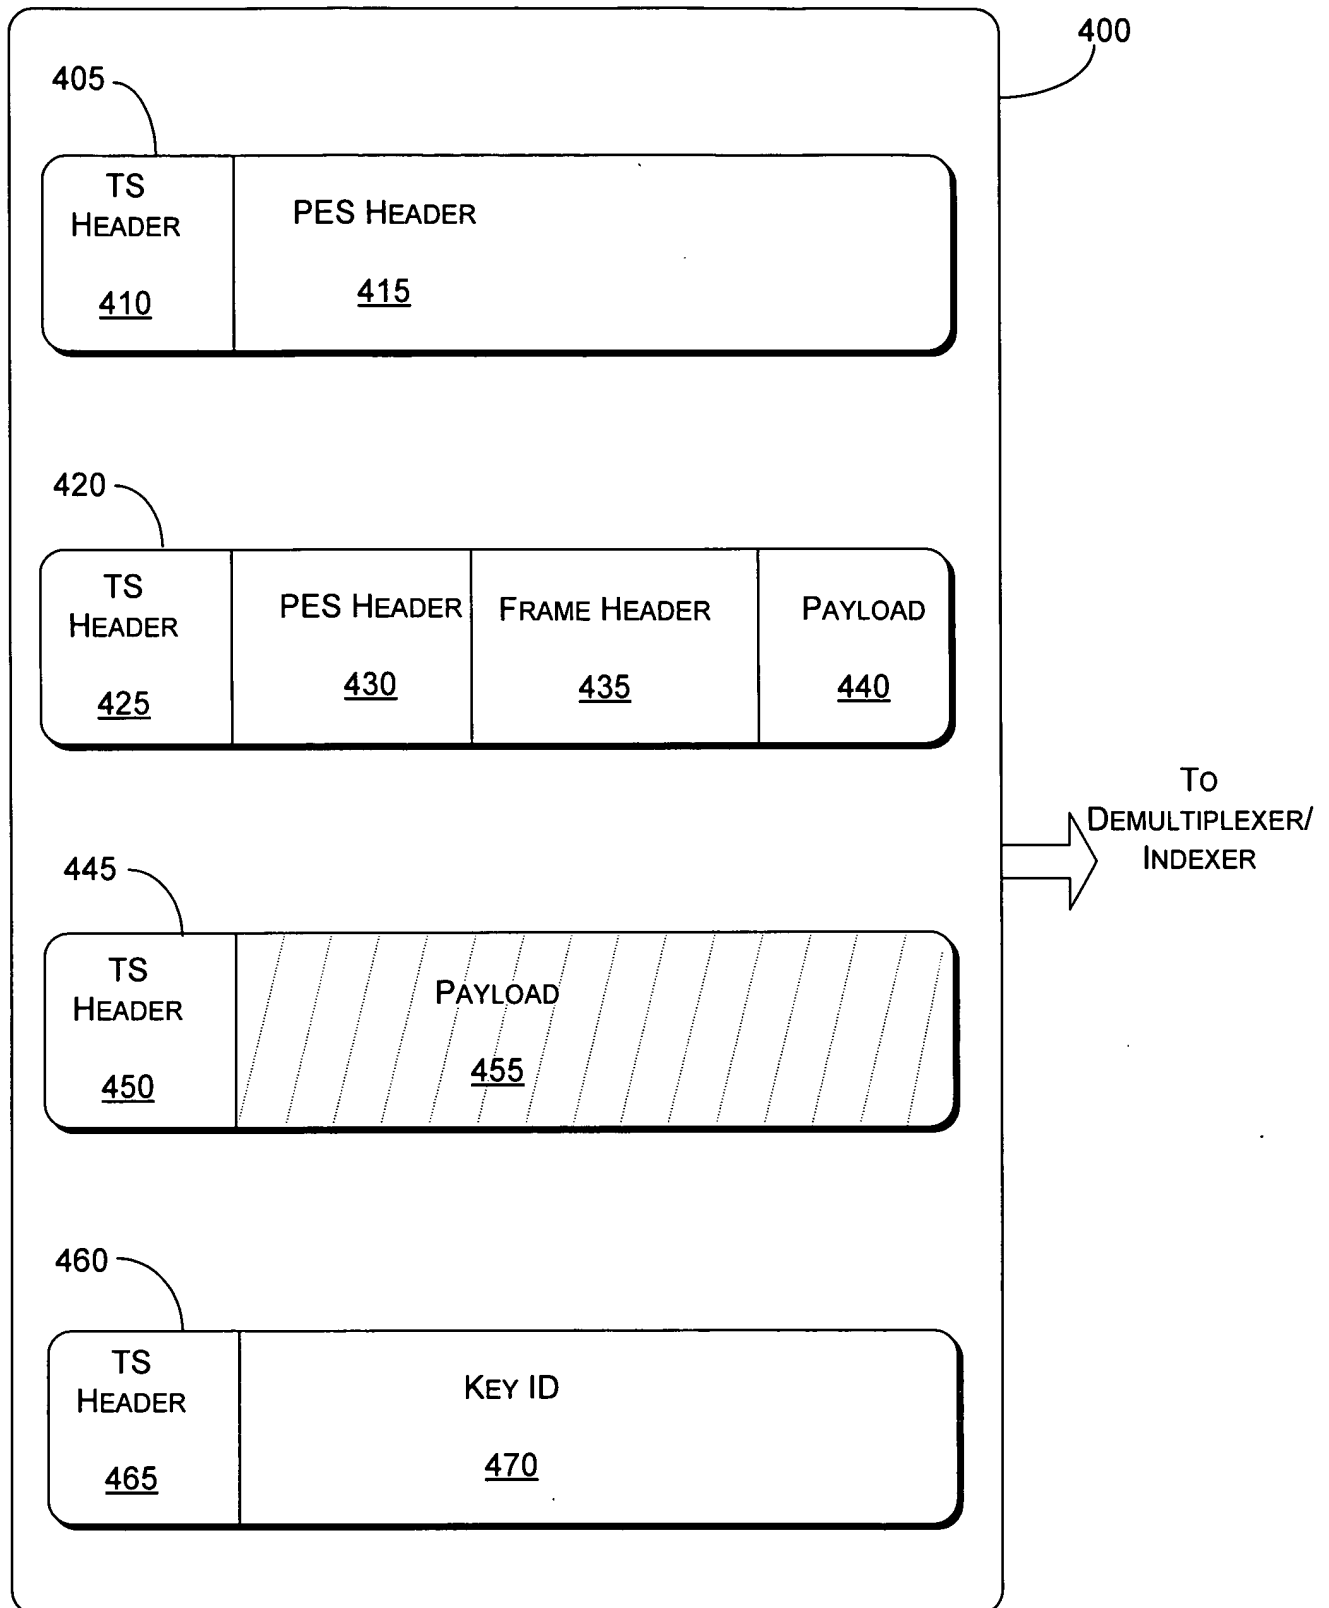 400
405
TS
HEADER
410
PES HEADER
415
420
TS
HEADER
425
PES HEADER
430
FRAME HEADER
435
PAYLOAD
440
TO
DEMULTIPLEXER/
INDEXER
445
TS
HEADER
450
PAYLOAD
455
460
TS
HEADER
465
KEY ID
470